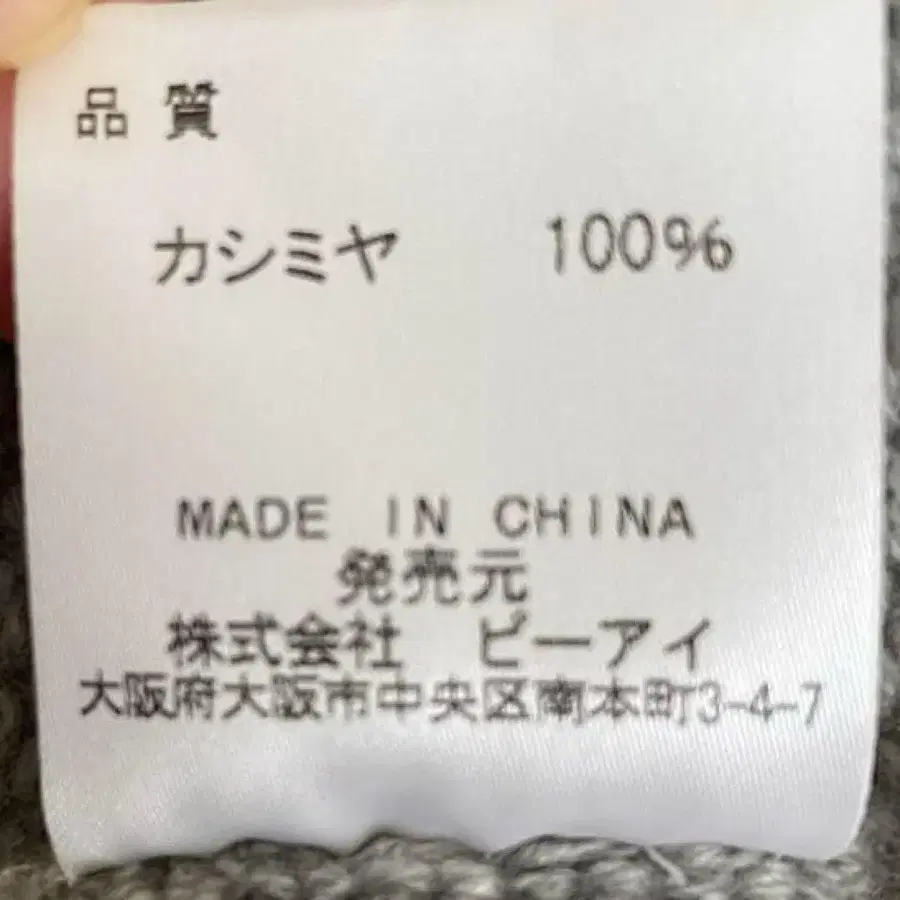 品質
カシミヤ 100%
MADE IN CHINA
発売元
株式会社 ピーアイ
大阪府大阪市中央区南本町3-4-7